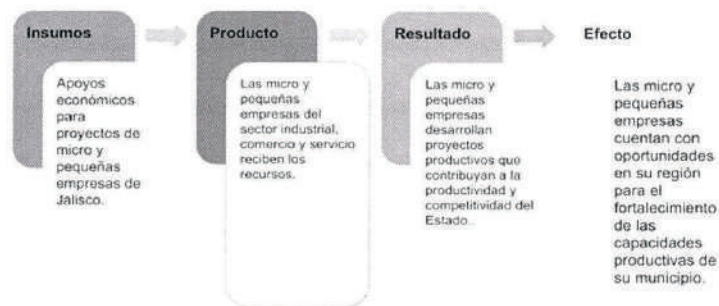 Insumos
Apoyos
económicos
para
proyectos de
micro y
pequeñas
empresas de
Jalisco.
Producto
Las micro y
pequeñas
empresas del
sector industrial,
comercio y servicio
reciben los
recursos.
Resultado
Las micro y
pequeñas
empresas
desarrollan
proyectos
productivos que
contribuyan a la
productividad y
competitividad del
Estado..
Efecto
Las micro y
pequeñas
empresas
cuentan con
oportunidades
en su región
para el
fortalecimiento
de las
capacidades
productivas de
su municipio.